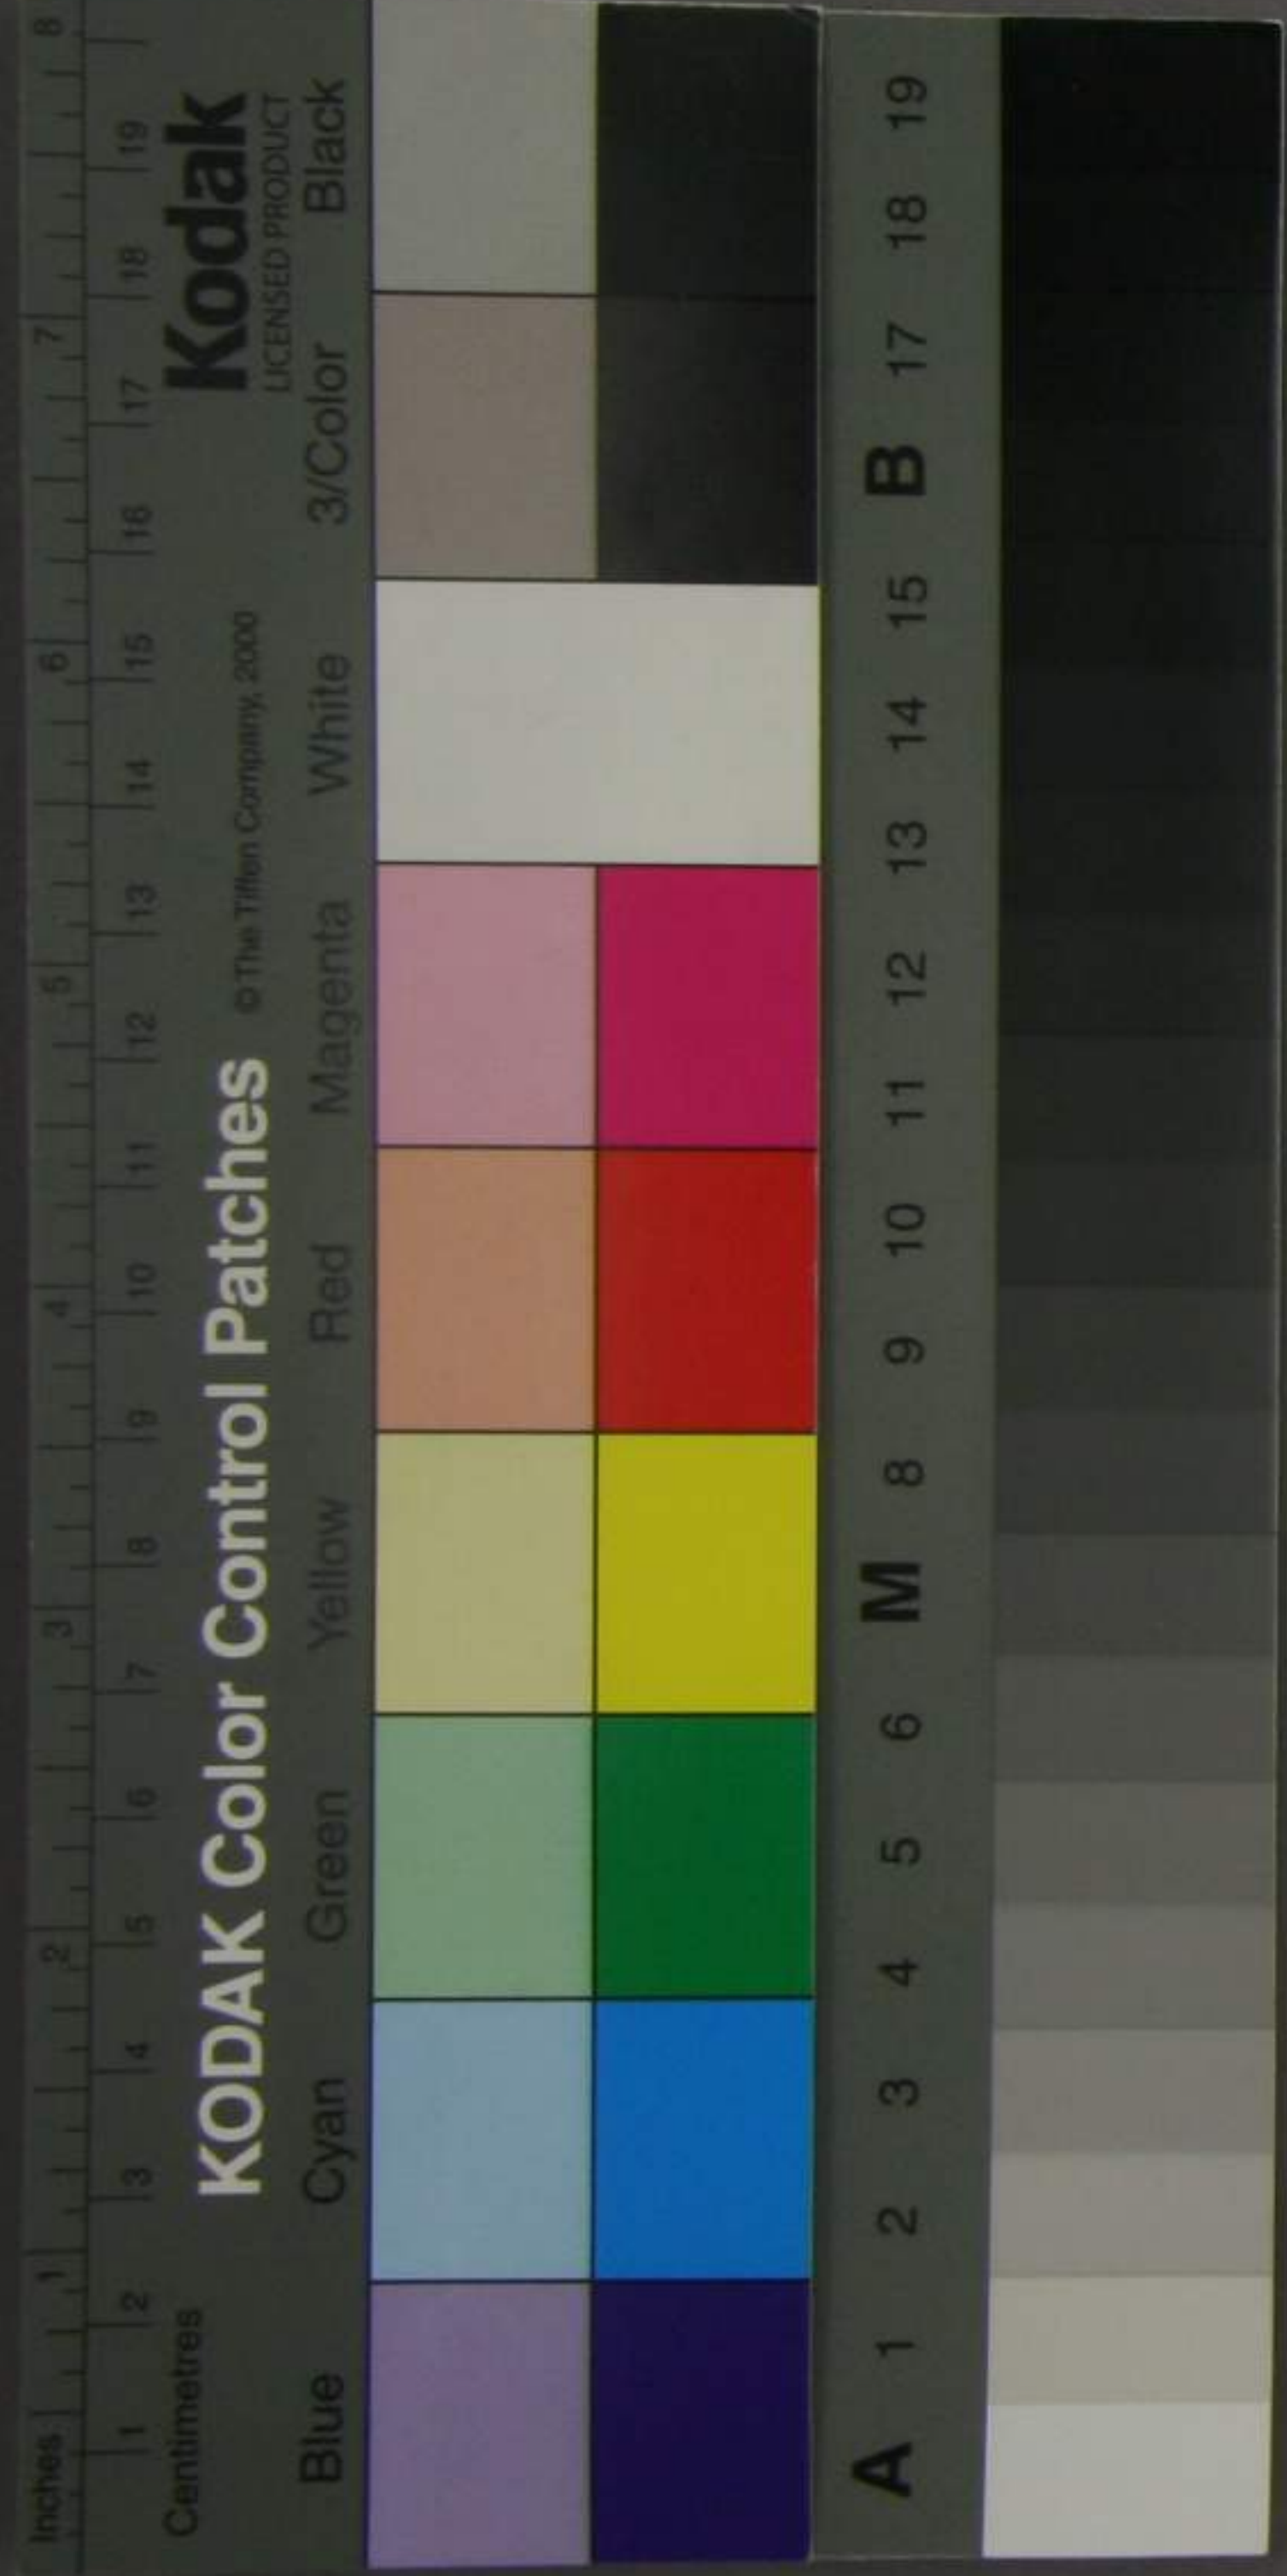 Inches 1 2 3 4 5 6 7 8
1 2 3 4 5 6 7 8 9 10 11 12 13 14 15 16 17 18 19
Centimetres
KODAK Color Control Patches © The Tiffen Company, 2000 Kodak
LICENSED PRODUCT
Blue Cyan Green Yellow Red Magenta White 3/Color Black
A 1 2 3 4 5 6 M 8 9 10 11 12 13 14 15 B 17 18 19